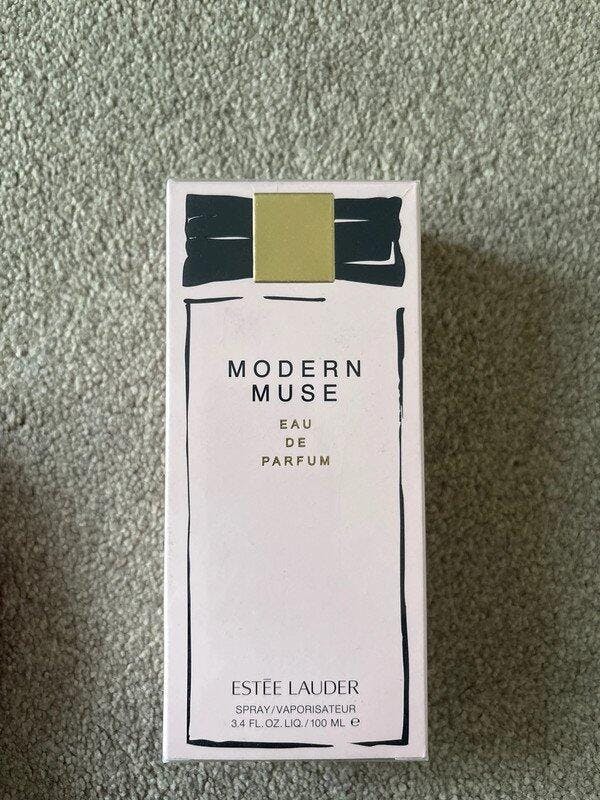 MODERN
MUSE
EAU
DE
PARFUM
ESTĒE LAUDER
SPRAY/VAPORISATEUR
3.4 FL.OZ.LIQ./100 ML ℮